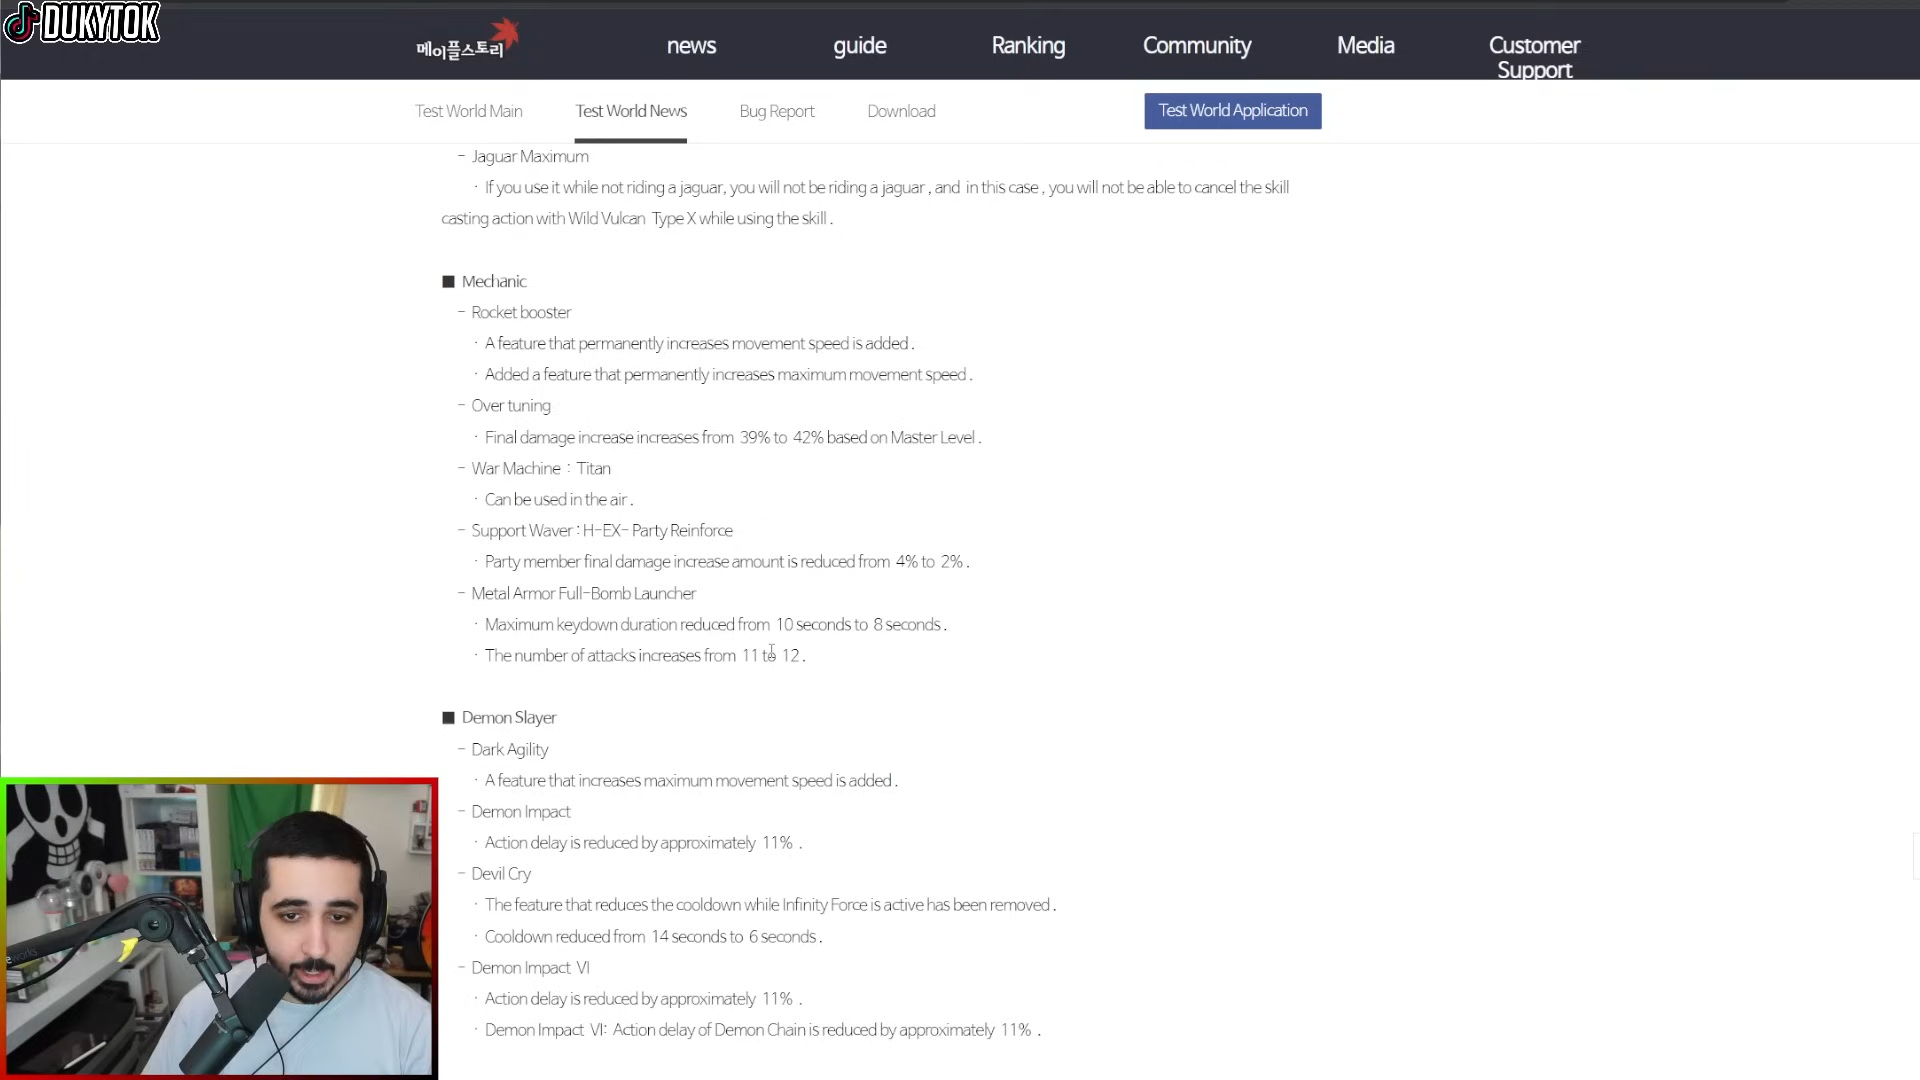 DUKYTOK
메이플스토리
news
guide
Ranking
Community
Media
Customer
Support
Test World Main
Test World News
Bug Report
Download
Test World Application
- Jaguar Maximum
· If you use it while not riding a jaguar, you will not be riding a jaguar , and in this case , you will not be able to cancel the skill
casting action with Wild Vulcan Type X while using the skill .
■ Mechanic
- Rocket booster
· A feature that permanently increases movement speed is added .
· Added a feature that permanently increases maximum movement speed .
- Over tuning
· Final damage increase increases from 39% to 42% based on Master Level .
- War Machine : Titan
· Can be used in the air .
- Support Waver : H-EX- Party Reinforce
· Party member final damage increase amount is reduced from 4% to 2% .
- Metal Armor Full-Bomb Launcher
· Maximum keydown duration reduced from 10 seconds to 8 seconds .
· The number of attacks increases from 11 to 12 .
■ Demon Slayer
- Dark Agility
· A feature that increases maximum movement speed is added .
- Demon Impact
· Action delay is reduced by approximately 11% .
- Devil Cry
· The feature that reduces the cooldown while Infinity Force is active has been removed .
· Cooldown reduced from 14 seconds to 6 seconds .
- Demon Impact VI
· Action delay is reduced by approximately 11% .
· Demon Impact VI: Action delay of Demon Chain is reduced by approximately 11% .